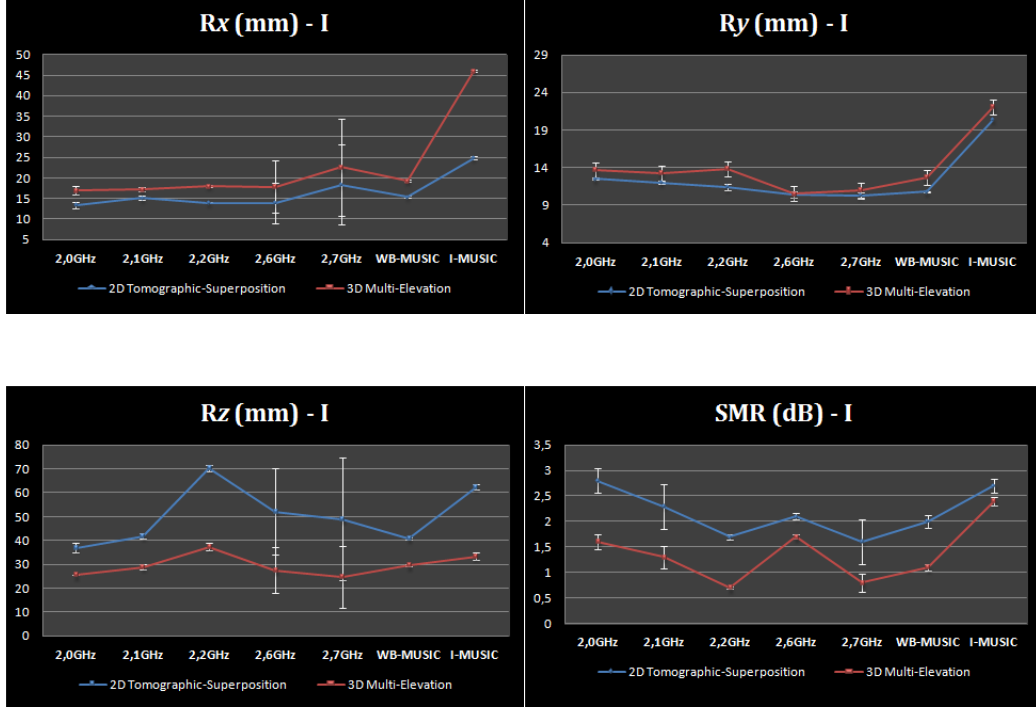 Rx (mm) - I
50
45
40
35
30
25
20
15
10
5
2,0GHz 2,1GHz 2,2GHz 2,6GHz 2,7GHz WB-MUSIC I-MUSIC
2D Tomographic-Superposition 3D Multi-Elevation
Ry (mm) - I
29
24
19
14
9
4
2,0GHz 2,1GHz 2,2GHz 2,6GHz 2,7GHz WB-MUSIC I-MUSIC
2D Tomographic-Superposition 3D Multi-Elevation
Rz (mm) - I
80
70
60
50
40
30
20
10
0
2,0GHz 2,1GHz 2,2GHz 2,6GHz 2,7GHz WB-MUSIC I-MUSIC
2D Tomographic-Superposition 3D Multi-Elevation
SMR (dB) - I
3,5
3
2,5
2
1,5
1
0,5
0
2,0GHz 2,1GHz 2,2GHz 2,6GHz 2,7GHz WB-MUSIC I-MUSIC
2D Tomographic-Superposition 3D Multi-Elevation